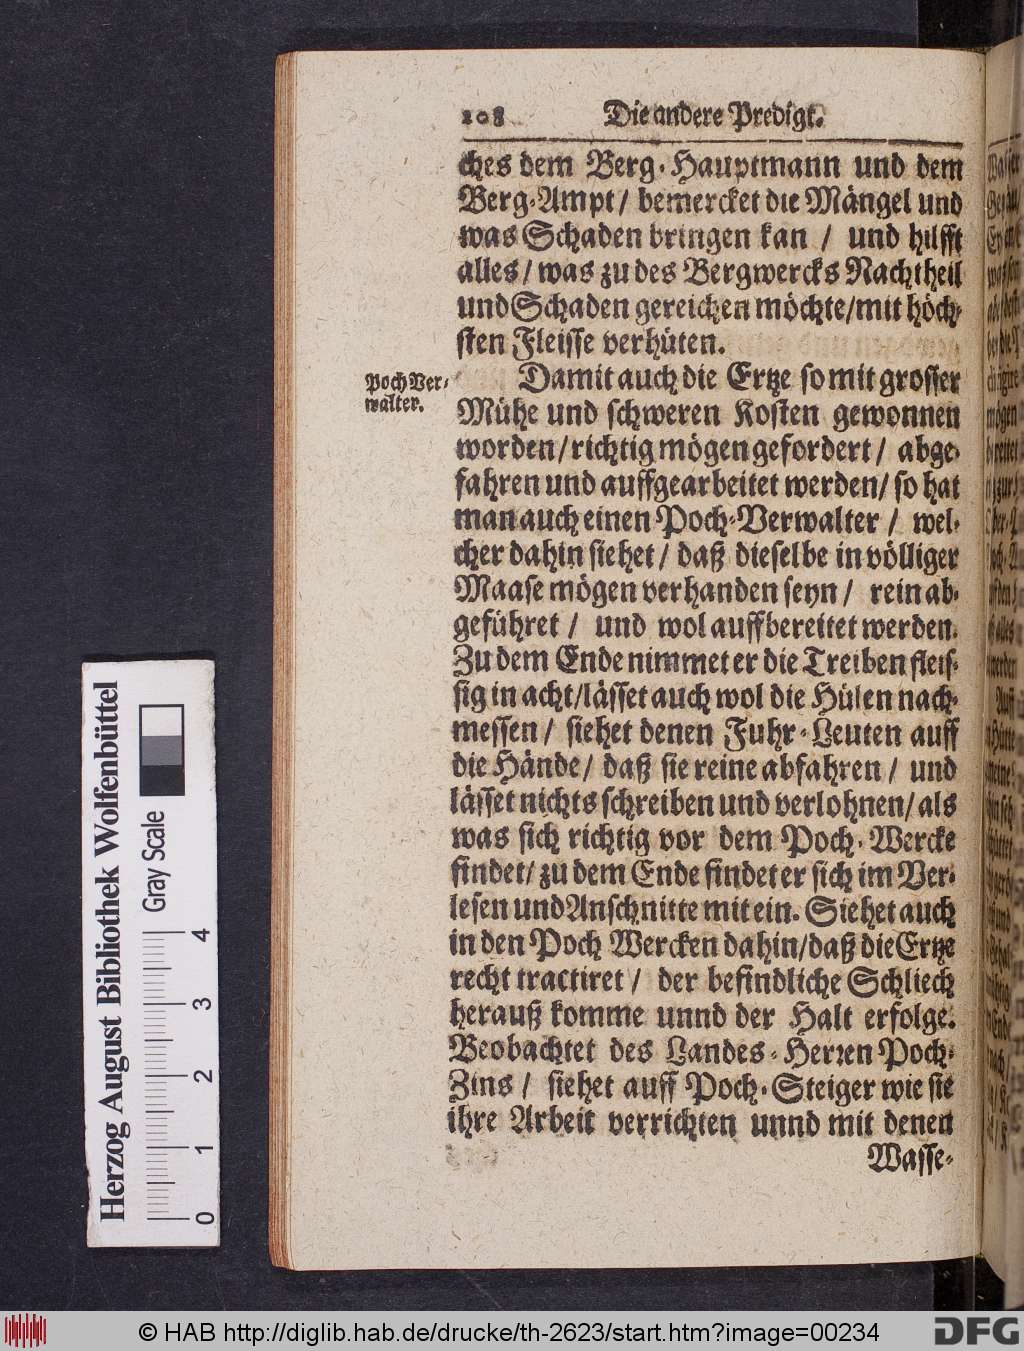 108 Die andere Predigt.
ches dem Berg-Hauptmann und dem
Berg-Ampt / bemercket die Mängel und
was Schaden bringen kan / und hilfft
alles / was zu des Bergwercks Nachtheil
und Schaden gereichen möchte / mit höch-
sten Fleisse verhüten.
Poch Ver-
walter.
Damit auch die Ertze so mit grosser
Mühe und schweren Kosten gewonnen
worden / richtig mögen gefordert / abge-
fahren und auffgearbeitet werden / so hat
man auch einen Poch-Verwalter / wel-
cher dahin siehet / daß dieselbe in völliger
Maase mögen verhanden seyn / rein ab-
geführet / und wol auffbereitet werden.
Zu dem Ende nimmet er die Treiben fleis-
sig in acht / lässet auch wol die Hülen nach-
messen / siehet denen Fuhr-Leuten auff
die Hände / daß sie reine abfahren / und
lässet nichts schreiben und verlohnen / als
was sich richtig vor dem Poch-Wercke
findet / zu dem Ende findet er sich im Ver-
lesen und Anschnitte mit ein. Siehet auch
in den Poch Wercken dahin / daß die Ertze
recht tractiret / der befindliche Schliech
herauß komme unnd der Halt erfolge.
Beobachtet des Landes-Herren Poch-
Zins / siehet auff Poch-Steiger wie sie
ihre Arbeit verrichten unnd mit denen
Wasse-
Herzog August Bibliothek Wolfenbüttel
Gray Scale
0 1 2 3 4
© HAB http://diglib.hab.de/drucke/th-2623/start.htm?image=00234
DFG